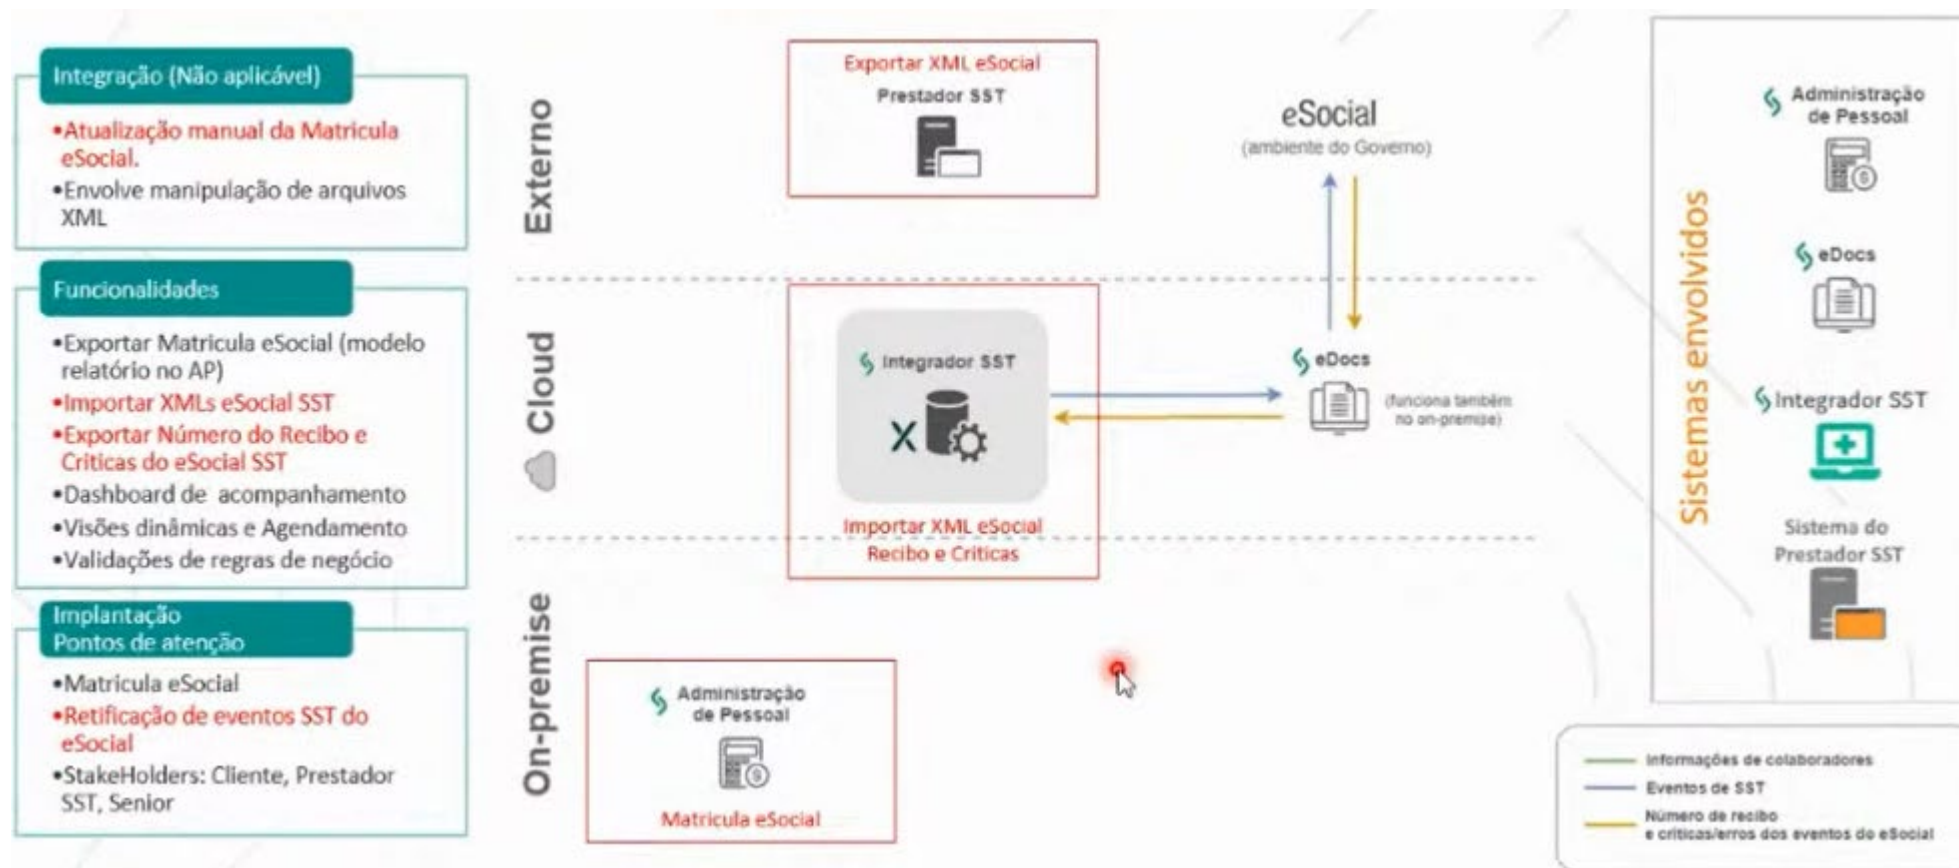 Integração (Não aplicável)
•Atualização manual da Matricula
eSocial.
•Envolve manipulação de arquivos
XML
Funcionalidades
•Exportar Matricula eSocial (modelo
relatório no AP)
•Importar XMLs eSocial SST
•Exportar Número do Recibo e
Criticas do eSocial SST
•Dashboard de acompanhamento
•Visões dinâmicas e Agendamento
•Validações de regras de negócio
Implantação
Pontos de atenção
•Matricula eSocial
•Retificação de eventos SST do
eSocial
•StakeHolders: Cliente, Prestador
SST, Senior
Externo
Cloud
On-premise
Exportar XML eSocial
Prestador SST
eSocial
(ambiente do Governo)
Integrador SST
X
Importar XML eSocial
Recibo e Criticas
eDocs
(funciona também
no on-premise)
Administração
de Pessoal
Matricula eSocial
Sistemas envolvidos
Administração
de Pessoal
eDocs
Integrador SST
Sistema do
Prestador SST
Informações de colaboradores
Eventos de SST
Número de recibo
e críticas/erros dos eventos do eSocial